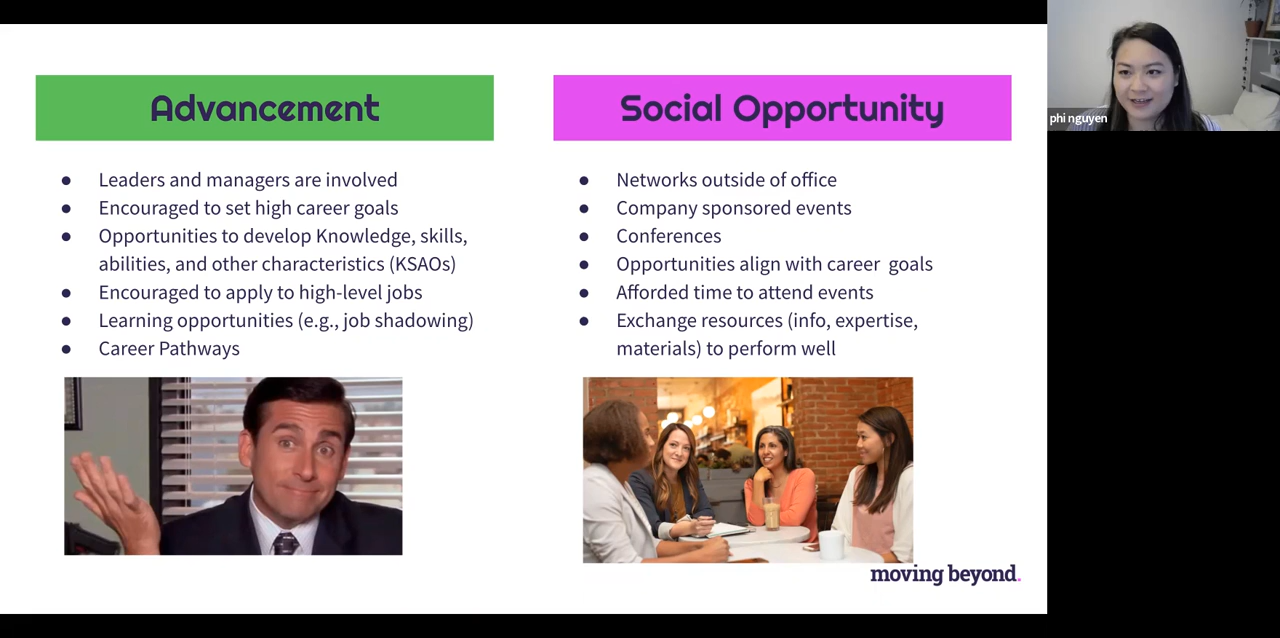 Advancement
Leaders and managers are involved
Encouraged to set high career goals
Opportunities to develop Knowledge, skills,
abilities, and other characteristics (KSAOs)
Encouraged to apply to high-level jobs
Learning opportunities (e.g., job shadowing)
Career Pathways
Social Opportunity
Networks outside of office
Company sponsored events
Conferences
Opportunities align with career goals
Afforded time to attend events
Exchange resources (info, expertise,
materials) to perform well
moving beyond.
phi nguyen